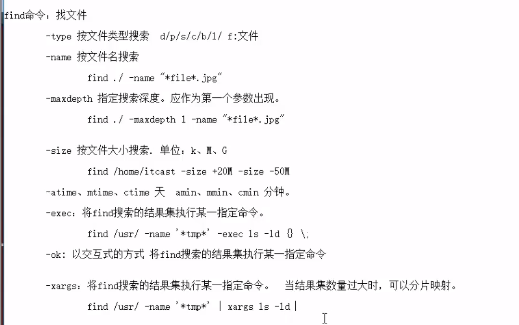 find命令：找文件
-type 按文件类型搜索 d/p/s/c/b/l/ f:文件
-name 按文件名搜索
find ./ -name "*file*.jpg"
-maxdepth 指定搜索深度。应作为第一个参数出现。
find ./ -maxdepth 1 -name "*file*.jpg"
-size 按文件大小搜索. 单位：k、M、G
find /home/itcast -size +20M -size -50M
-atime、mtime、ctime 天 amin、mmin、cmin 分钟。
-exec：将find搜索的结果集执行某一指定命令。
find /usr/ -name '*tmp*' -exec ls -ld {} \;
-ok: 以交互式的方式 将find搜索的结果集执行某一指定命令
-xargs：将find搜索的结果集执行某一指定命令。 当结果集数量过大时，可以分片映射。
find /usr/ -name '*tmp*' | xargs ls -ld